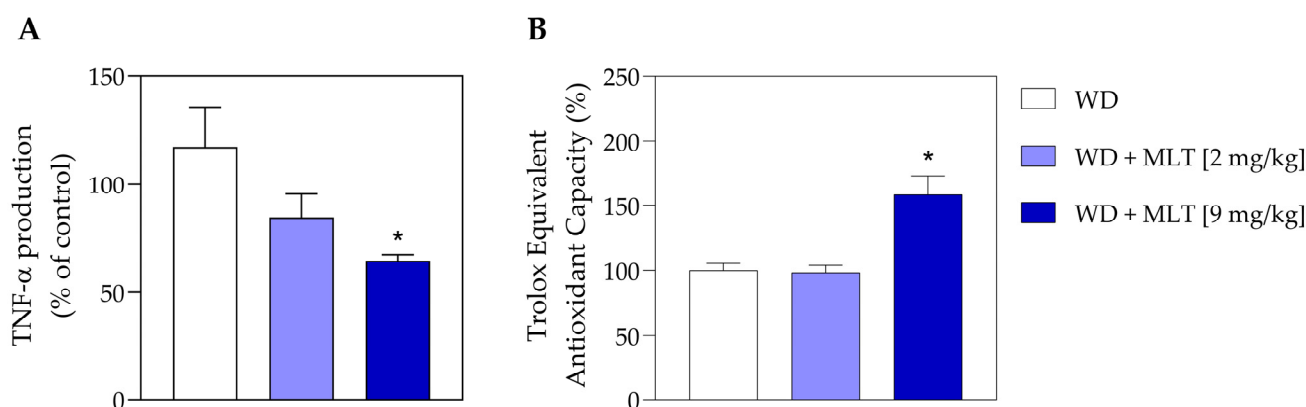 A
TNF-α production
(% of control)
150
100
50
0
*
B
Trolox Equivalent
Antioxidant Capacity (%)
250
200
150
100
50
0
*
WD
WD + MLT [2 mg/kg]
WD + MLT [9 mg/kg]